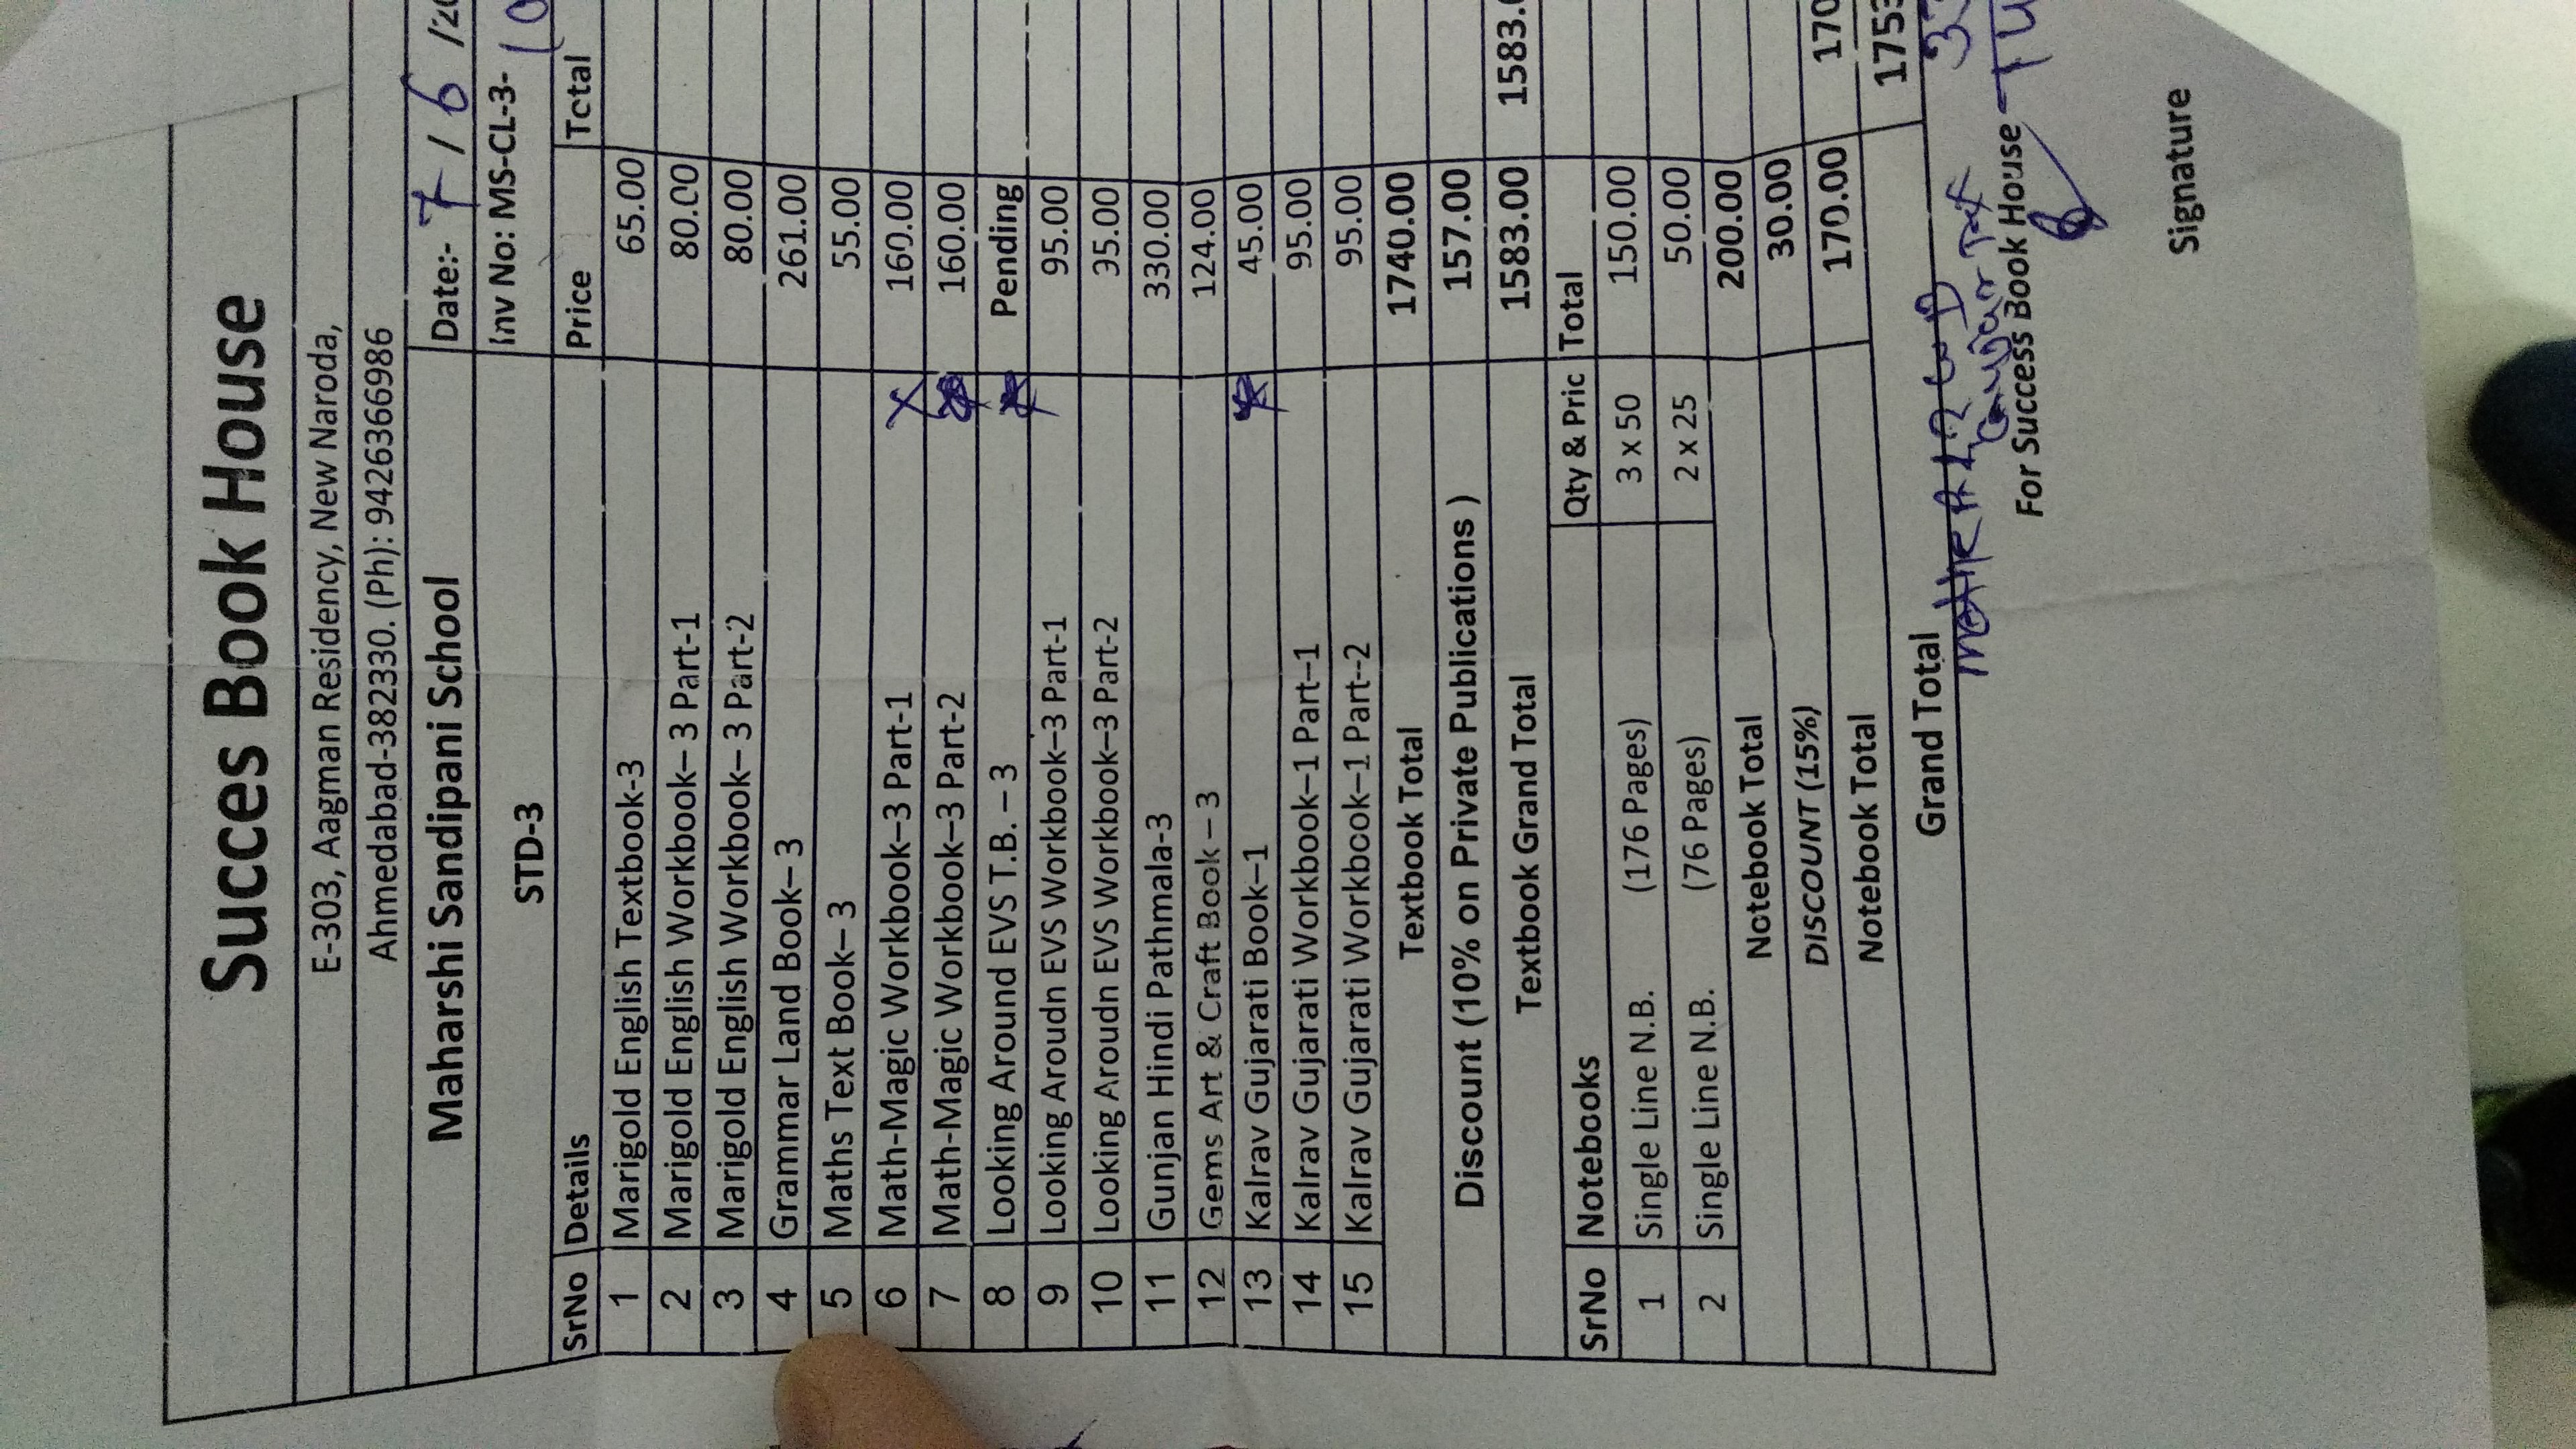 Succes Book House
E-303, Aagman Residency, New Naroda,
Ahmedabad-382330. (Ph): 9426366986
Maharshi Sandipani School Date:- 7 / 6 /20
STD-3 Inv No: MS-CL-3- 10
SrNo Details Price Total
1 Marigold English Textbook-3 65.00
2 Marigold English Workbook–3 Part-1 80.00
3 Marigold English Workbook–3 Part-2 80.00
4 Grammar Land Book–3 261.00
5 Maths Text Book–3 55.00
6 Math-Magic Workbook–3 Part-1 160.00
7 Math-Magic Workbook–3 Part-2 160.00
8 Looking Around EVS T.B. –3 Pending
9 Looking Aroudn EVS Workbook–3 Part-1 95.00
10 Looking Aroudn EVS Workbook–3 Part-2 95.00
11 Gunjan Hindi Pathmala-3 330.00
12 Gems Art & Craft Book –3 124.00
13 Kalrav Gujarati Book–1 45.00
14 Kalrav Gujarati Workbook–1 Part–1 95.00
15 Kalrav Gujarati Workbook–1 Part--2 95.00
Textbook Total 1740.00
Discount (10% on Private Publications ) 157.00
Textbook Grand Total 1583.00 1583.
SrNo Notebooks Qty & Pric Total
1 Single Line N.B. (176 Pages) 3 x 50 150.00
2 Single Line N.B. (76 Pages) 2 x 25 50.00
Notebook Total 200.00
DISCOUNT (15%) 30.00
Notebook Total 170.00 170
Grand Total 1753
For Success Book House
Signature